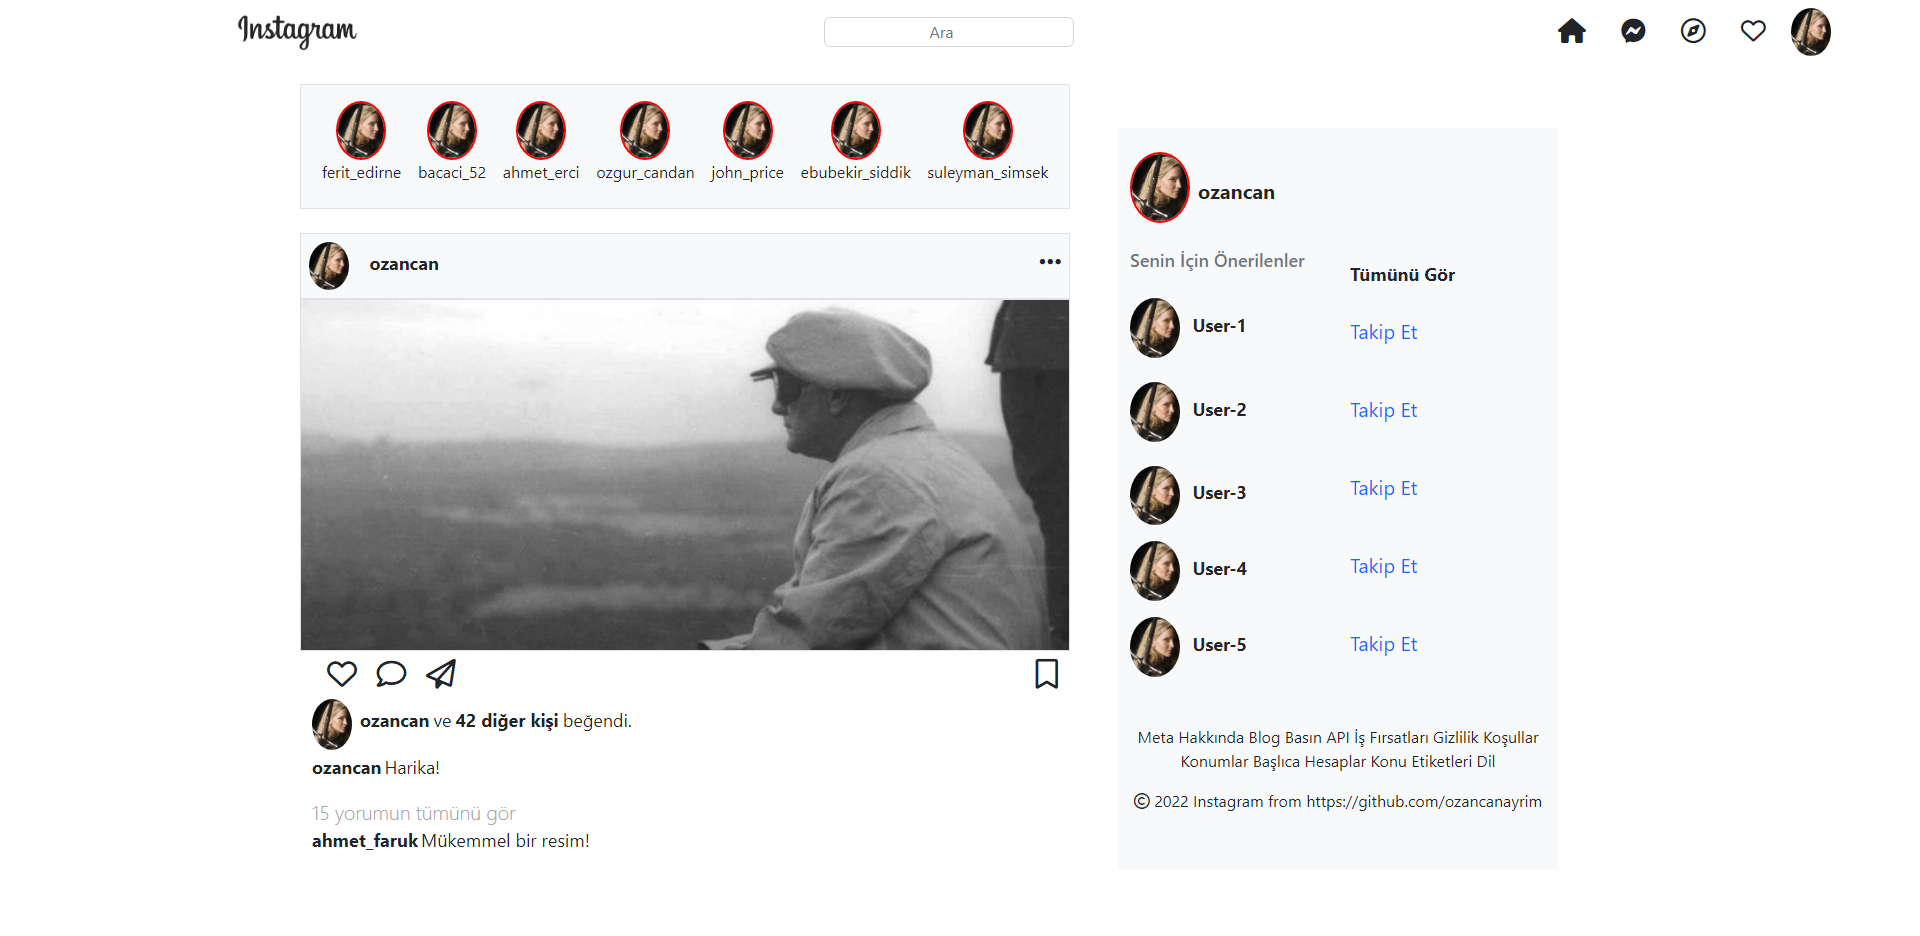 Instagram
Ara
ferit_edirne bacaci_52 ahmet_erci ozgur_candan john_price ebubekir_siddik suleyman_simsek
ozancan
ozancan ve 42 diğer kişi beğendi.
ozancan Harika!
15 yorumun tümünü gör
ahmet_faruk Mükemmel bir resim!
ozancan
Senin İçin Önerilenler
Tümünü Gör
User-1 Takip Et
User-2 Takip Et
User-3 Takip Et
User-4 Takip Et
User-5 Takip Et
Meta Hakkında Blog Basın API İş Fırsatları Gizlilik Koşullar
Konumlar Başlıca Hesaplar Konu Etiketleri Dil
© 2022 Instagram from https://github.com/ozancanayrim